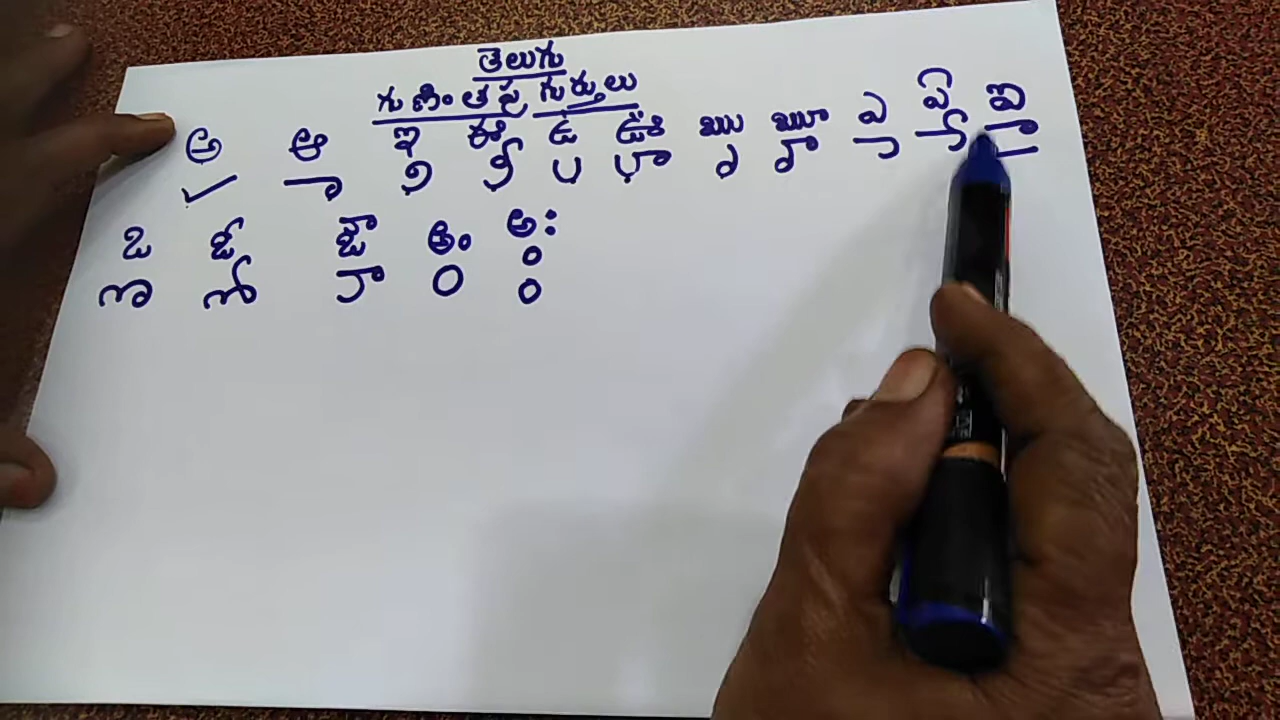 తెలుగు
గుణింతపు గుర్తులు
అ ఆ ఇ ఈ ఉ ఊ ఋ ౠ ఎ ఏ ఐ
✓ ా ి ీ ు ూ ృ ౄ ె ే ై
ఒ ఓ ఔ అం అః
ొ ో ౌ ం ః